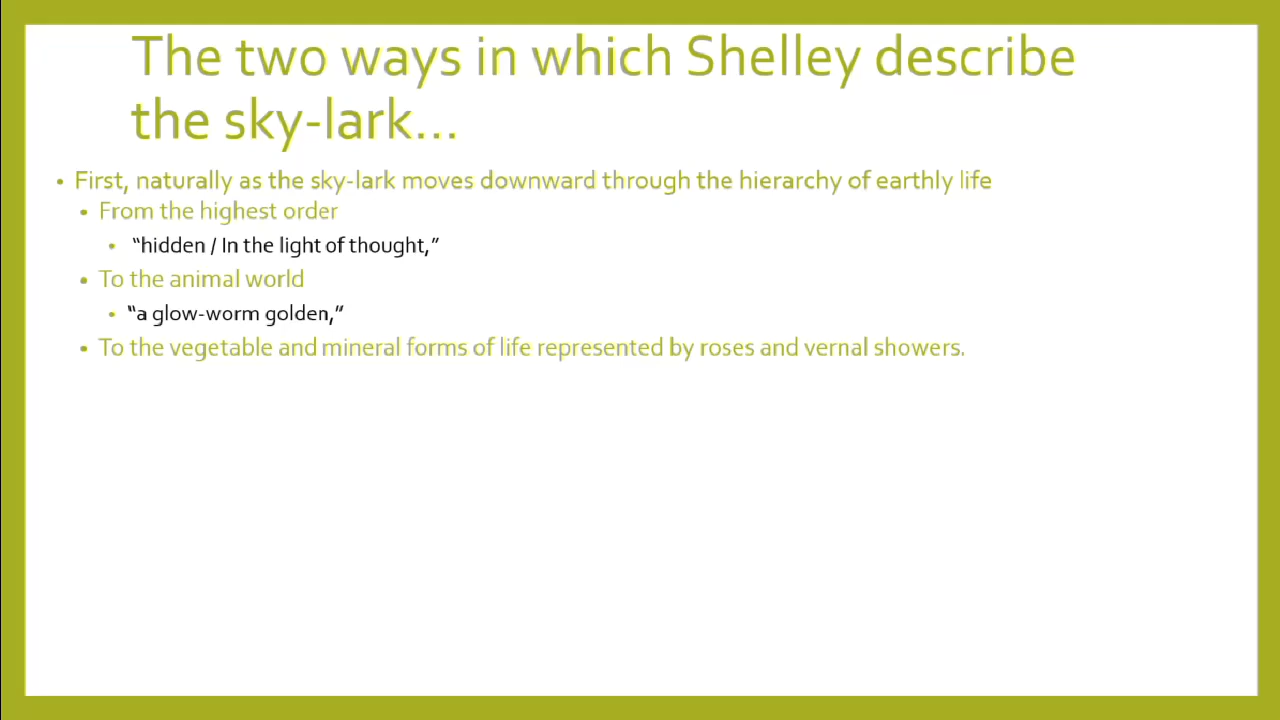 The two ways in which Shelley describe
the sky-lark...
• First, naturally as the sky-lark moves downward through the hierarchy of earthly life
• From the highest order
• “hidden / In the light of thought,”
• To the animal world
• “a glow-worm golden,”
• To the vegetable and mineral forms of life represented by roses and vernal showers.